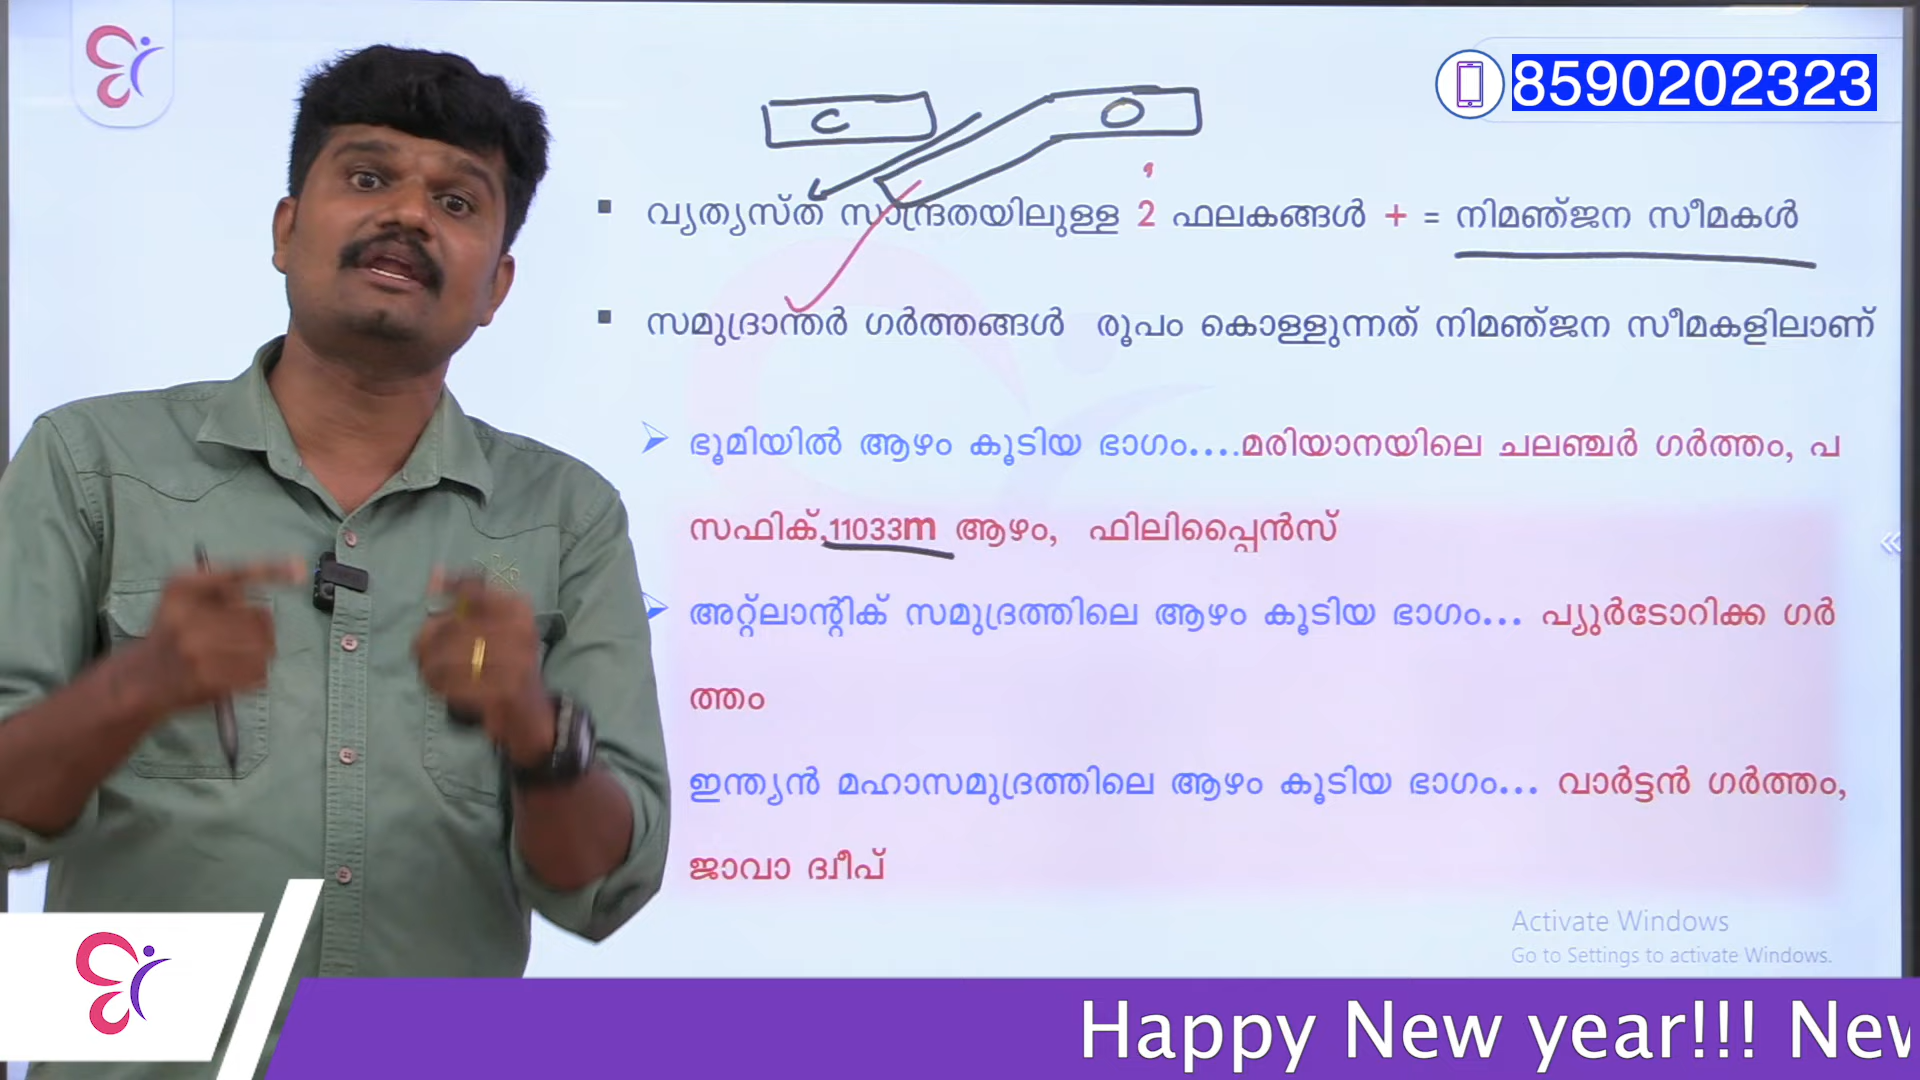 8590202323
C
O
വ്യത്യസ്ത സാന്ദ്രതയിലുള്ള 2 ഫലകങ്ങൾ + = നിമഞ്ജന സീമകൾ
സമുദ്രാന്തർ ഗർത്തങ്ങൾ രൂപം കൊള്ളുന്നത് നിമഞ്ജന സീമകളിലാണ്
ഭൂമിയിൽ ആഴം കൂടിയ ഭാഗം....മരിയാനയിലെ ചലഞ്ചർ ഗർത്തം, പ
സഫിക്,11033m ആഴം, ഫിലിപ്പൈൻസ്
അറ്റ്ലാന്റിക് സമുദ്രത്തിലെ ആഴം കൂടിയ ഭാഗം... പ്യുർടോറിക്ക ഗർ
ത്തം
ഇന്ത്യൻ മഹാസമുദ്രത്തിലെ ആഴം കൂടിയ ഭാഗം... വാർട്ടൻ ഗർത്തം,
ജാവാ ദ്വീപ്
Activate Windows
Go to Settings to activate Windows.
Happy New year!!! New